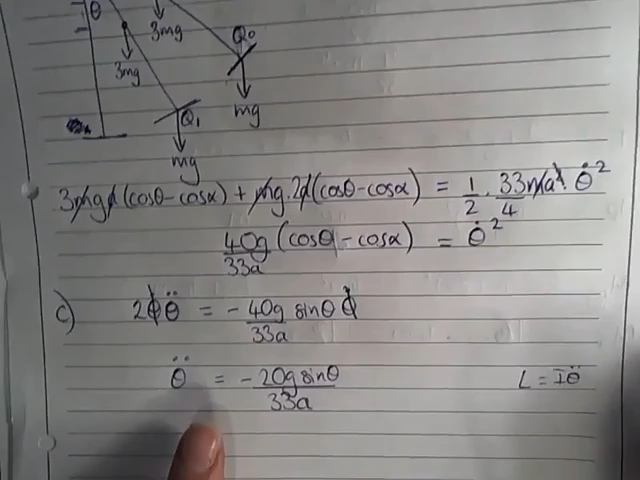 θ
3mg
Q₀
3mg
mg
Q₁
mg
3mga(cosθ-cosα) + mg.2a(cosθ-cosα) = 1/2 . 33/4 ma² . θ̇²
40g/33a (cosθ - cosα) = θ̇²
c) 2θ̇θ̈ = - 40g/33a sinθ θ̇
θ̈ = - 20g sinθ/33a
L = Iθ̈